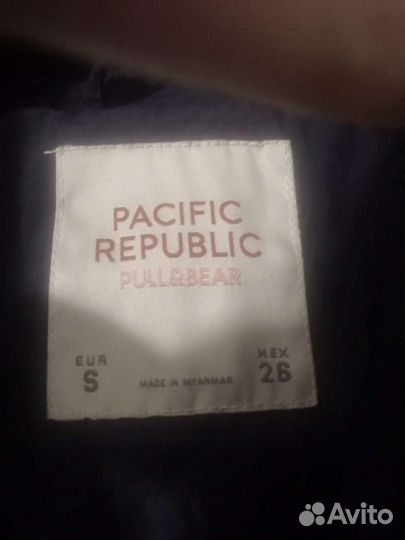 PACIFIC
REPUBLIC
PULL&BEAR
EUR
S
MADE IN MYANMAR
MEX
26
Avito